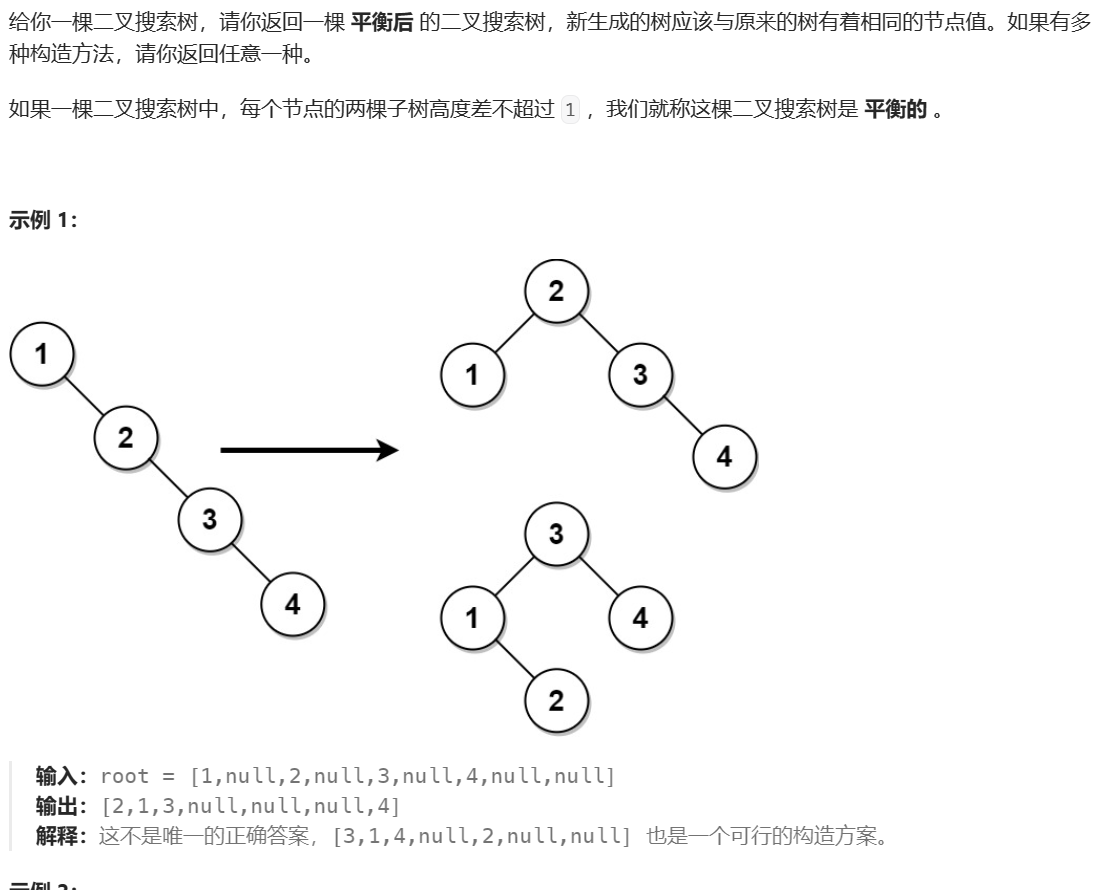 给你一棵二叉搜索树，请你返回一棵 平衡后 的二叉搜索树，新生成的树应该与原来的树有着相同的节点值。如果有多
种构造方法，请你返回任意一种。
如果一棵二叉搜索树中，每个节点的两棵子树高度差不超过 1 ，我们就称这棵二叉搜索树是 平衡的 。
示例 1：
2
1
1
3
2
4
3
3
4
1
4
2
输入：root = [1,null,2,null,3,null,4,null,null]
输出：[2,1,3,null,null,null,4]
解释：这不是唯一的正确答案，[3,1,4,null,2,null,null] 也是一个可行的构造方案。